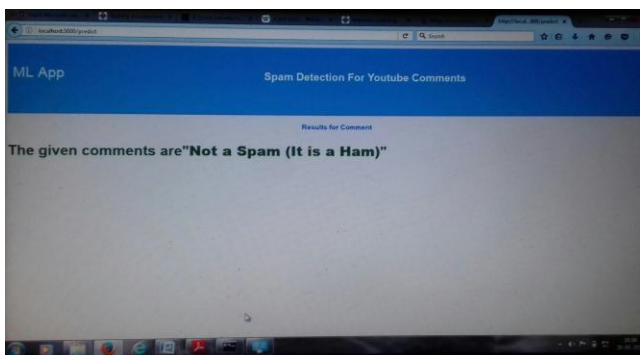 localhost:3000/predict
Search
ML App
Spam Detection For Youtube Comments
Results for Comment
The given comments are"Not a Spam (It is a Ham)"